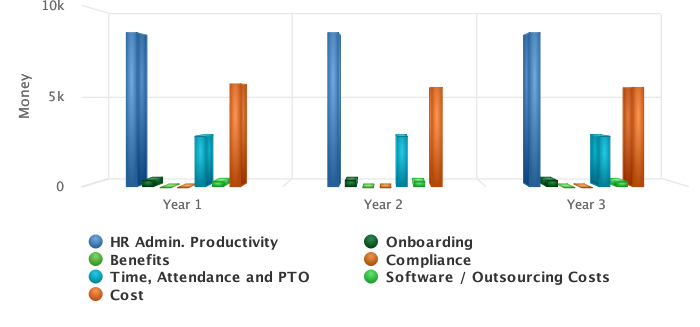 10k
5k
0
Money
Year 1 Year 2 Year 3
HR Admin. Productivity Onboarding
Benefits Compliance
Time, Attendance and PTO Software / Outsourcing Costs
Cost